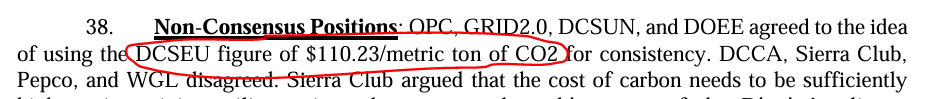 38. Non-Consensus Positions: OPC, GRID2.0, DCSUN, and DOEE agreed to the idea
of using the DCSEU figure of $110.23/metric ton of CO2 for consistency. DCCA, Sierra Club,
Pepco, and WGL disagreed. Sierra Club argued that the cost of carbon needs to be sufficiently